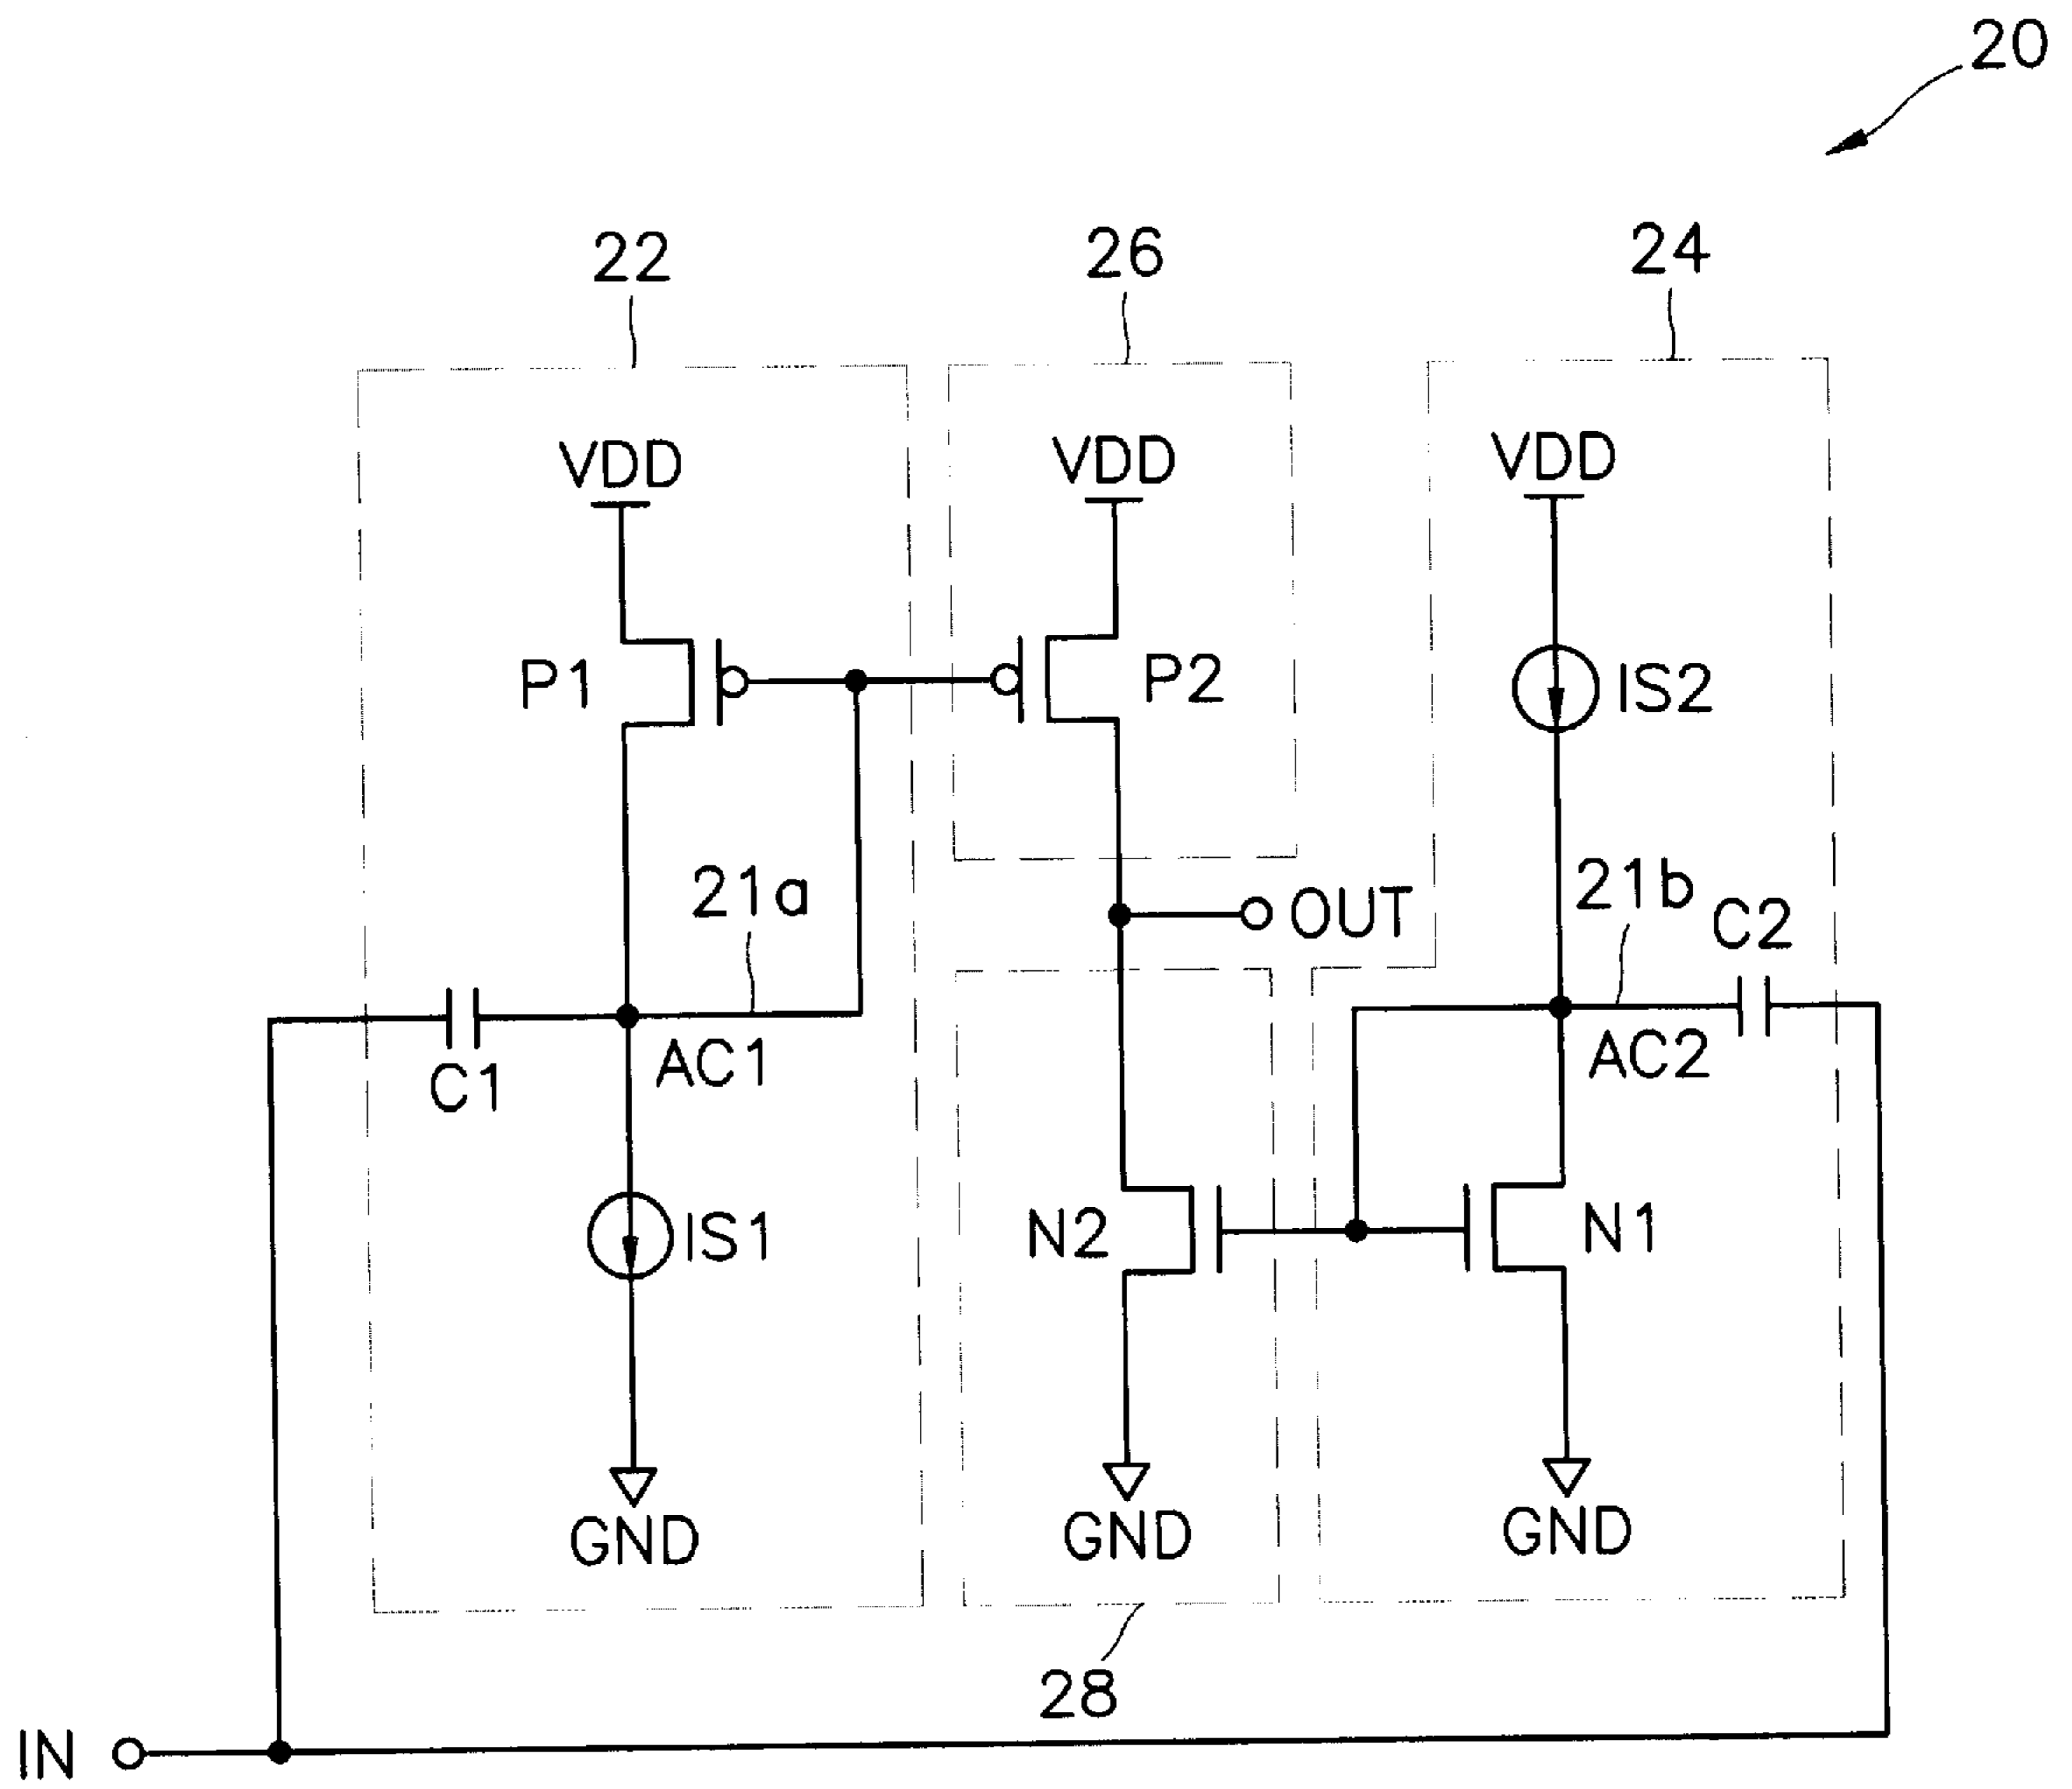 20
22
26
24
VDD
VDD
VDD
P1
P2
IS2
21a
OUT
21b
C2
C1
AC1
AC2
IS1
N2
N1
GND
GND
GND
28
IN